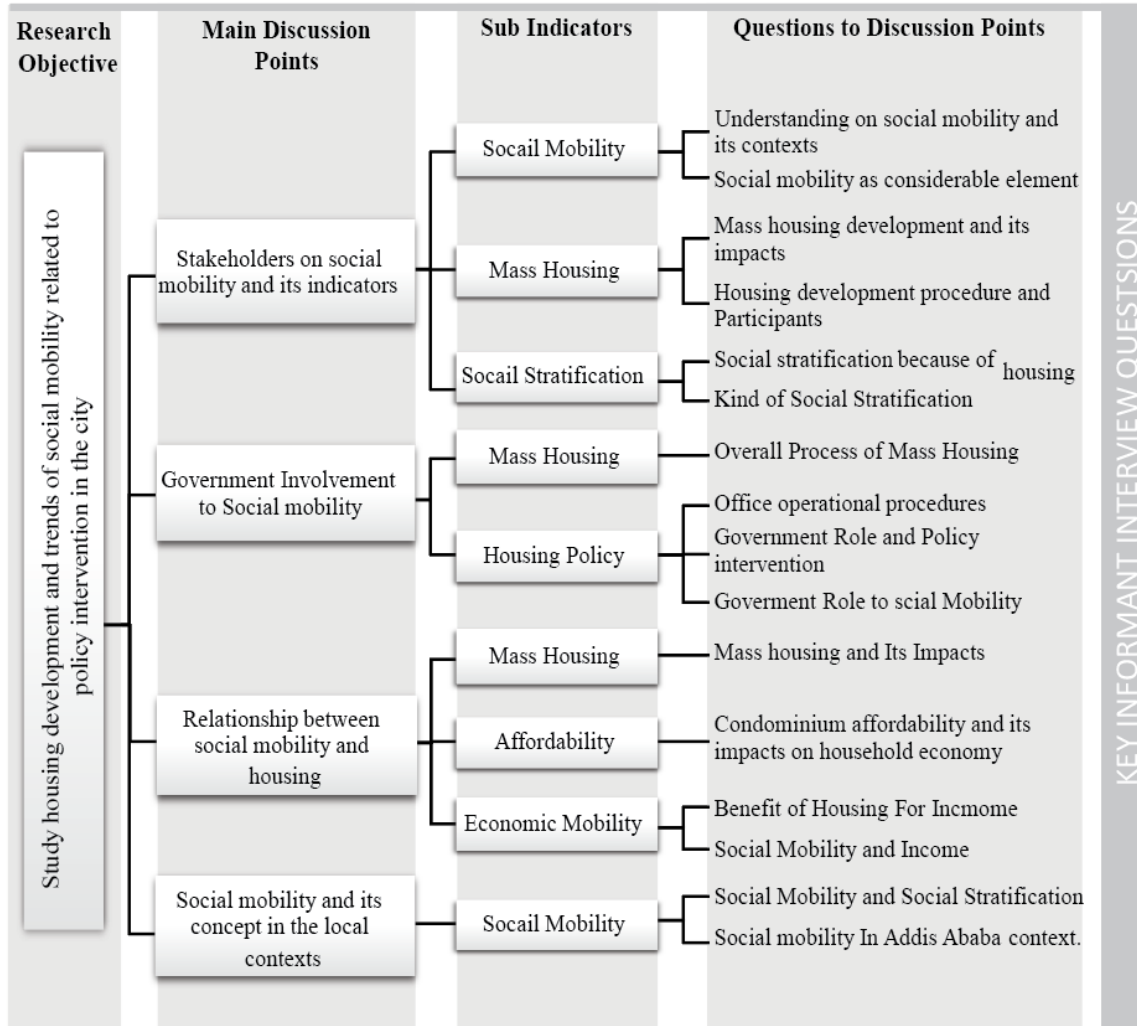 Research
Objective
Main Discussion
Points
Sub Indicators
Questions to Discussion Points
Study housing development and trends of social mobility related to
policy intervention in the city
Stakeholders on social
mobility and its indicators
Socail Mobility
Understanding on social mobility and
its contexts
Social mobility as considerable element
Mass Housing
Mass housing development and its
impacts
Housing development procedure and
Participants
Socail Stratification
Social stratification because of housing
Kind of Social Stratification
Government Involvement
to Social mobility
Mass Housing
Overall Process of Mass Housing
Housing Policy
Office operational procedures
Government Role and Policy
intervention
Goverment Role to scial Mobility
Relationship between
social mobility and
housing
Mass Housing
Mass housing and Its Impacts
Affordability
Condominium affordability and its
impacts on household economy
Economic Mobility
Benefit of Housing For Incmome
Social Mobility and Income
Social mobility and its
concept in the local
contexts
Socail Mobility
Social Mobility and Social Stratification
Social mobility In Addis Ababa context.
KEY INFORMANT INTERVIEW QUESTSIONS